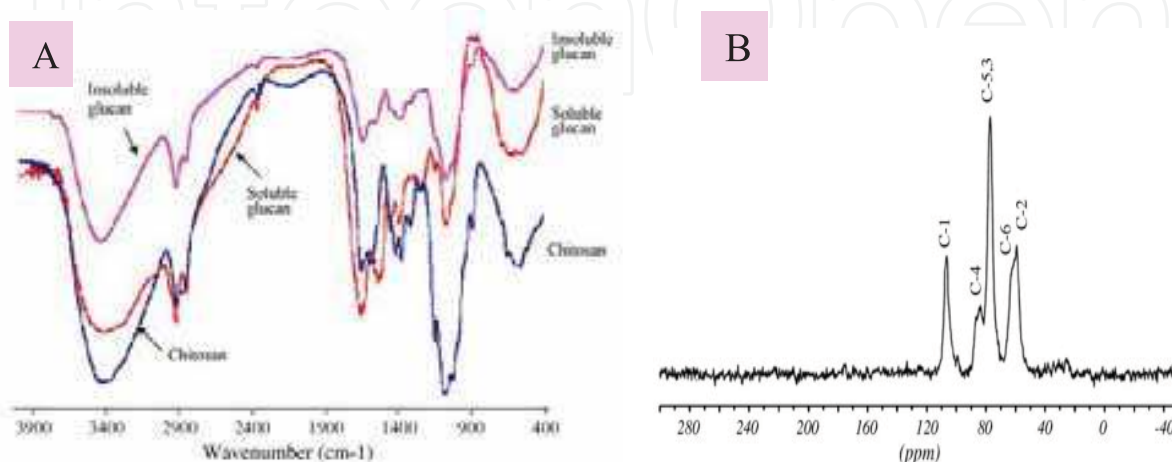 A
Insoluble
glucan
Insoluble
glucan
Soluble
glucan
Soluble
glucan
Chitosan
Chitosan
3900 3400 2900 2400 1900 1400 900 400
Wavenumber (cm-1)
B
C-1
C-4
C-5,3
C-6
C-2
280 240 200 160 120 80 40 0 -40
(ppm)